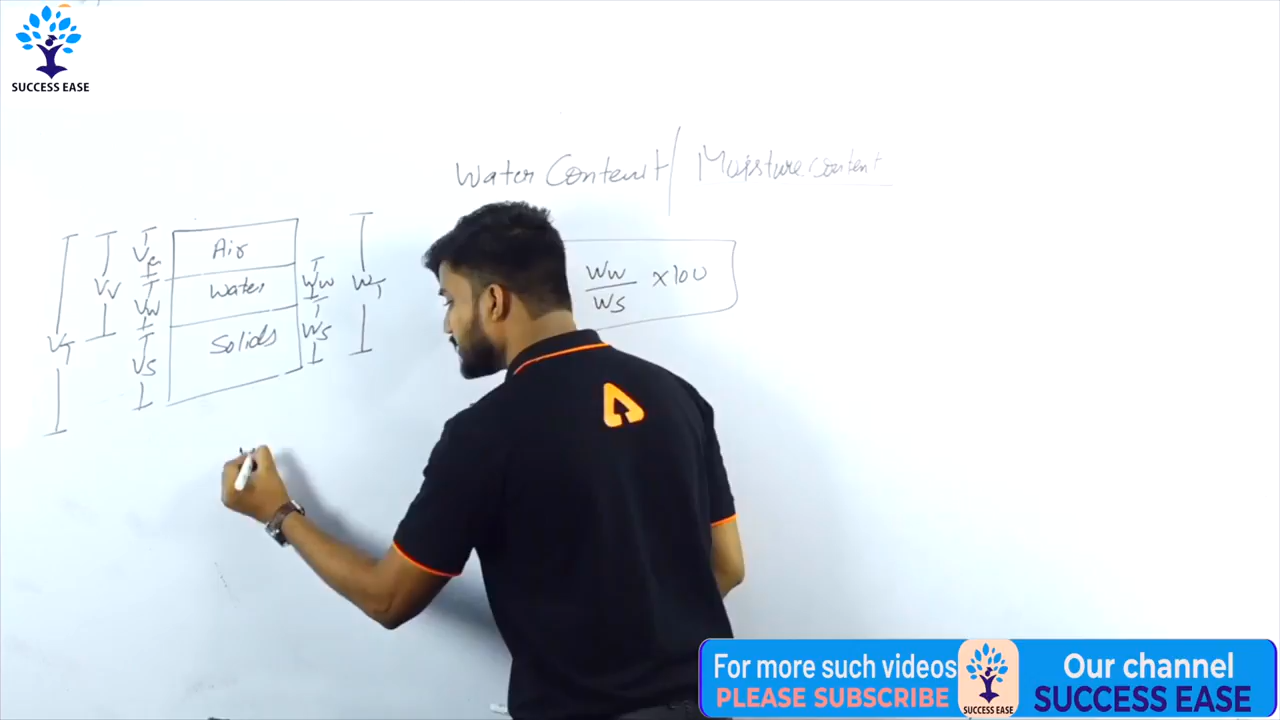 SUCCESS EASE
Water Contenit / Moisture content
Air
Water
Solids
VT
VV
VA
VW
VS
WW
WS
WT
WW
WS
×100
For more such videos
PLEASE SUBSCRIBE
SUCCESS EASE
Our channel
SUCCESS EASE